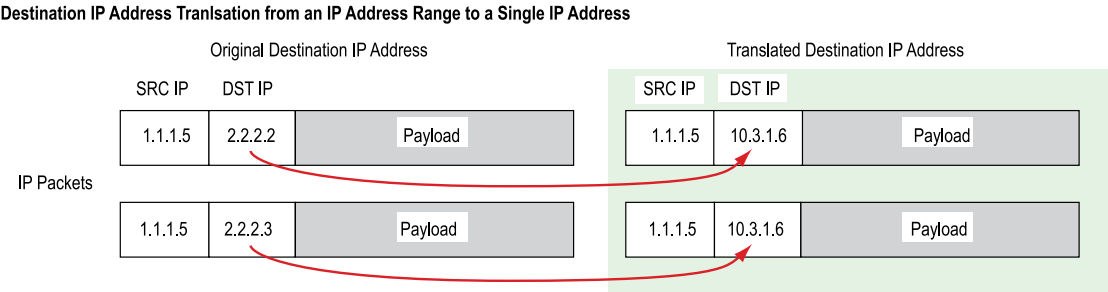 Destination IP Address Tranlsation from an IP Address Range to a Single IP Address
Original Destination IP Address
Translated Destination IP Address
SRC IP DST IP
SRC IP DST IP
1.1.1.5 2.2.2.2 Payload
1.1.1.5 10.3.1.6 Payload
IP Packets
1.1.1.5 2.2.2.3 Payload
1.1.1.5 10.3.1.6 Payload